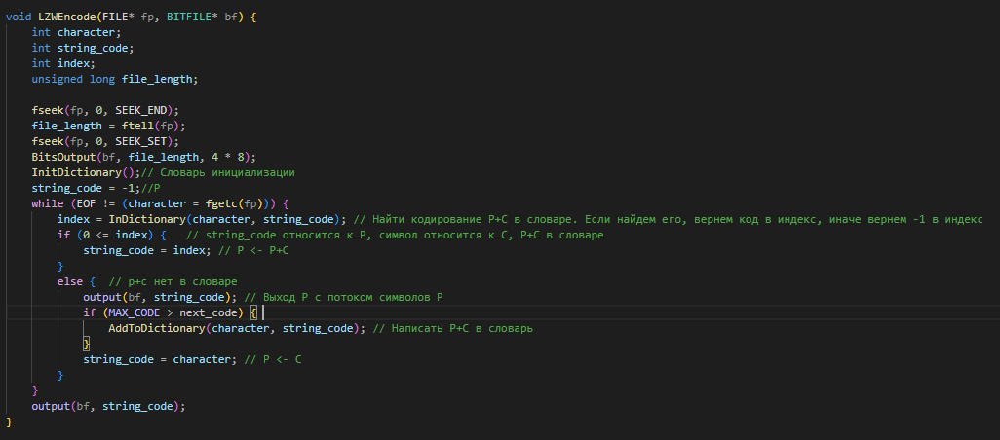 void LZWEncode(FILE* fp, BITFILE* bf) {
    int character;
    int string_code;
    int index;
    unsigned long file_length;

    fseek(fp, 0, SEEK_END);
    file_length = ftell(fp);
    fseek(fp, 0, SEEK_SET);
    BitsOutput(bf, file_length, 4 * 8);
    InitDictionary();// Словарь инициализации
    string_code = -1;//P
    while (EOF != (character = fgetc(fp))) {
        index = InDictionary(character, string_code); // Найти кодирование P+C в словаре. Если найдем его, вернем код в индекс, иначе вернем -1 в индекс
        if (0 <= index) {   // string_code относится к P, символ относится к C, P+C в словаре
            string_code = index; // P <- P+C
        }
        else {  // p+c нет в словаре
            output(bf, string_code); // Выход P с потоком символов P
            if (MAX_CODE > next_code) {
                AddToDictionary(character, string_code); // Написать P+C в словарь
            }
            string_code = character; // P <- C
        }
    }
    output(bf, string_code);
}